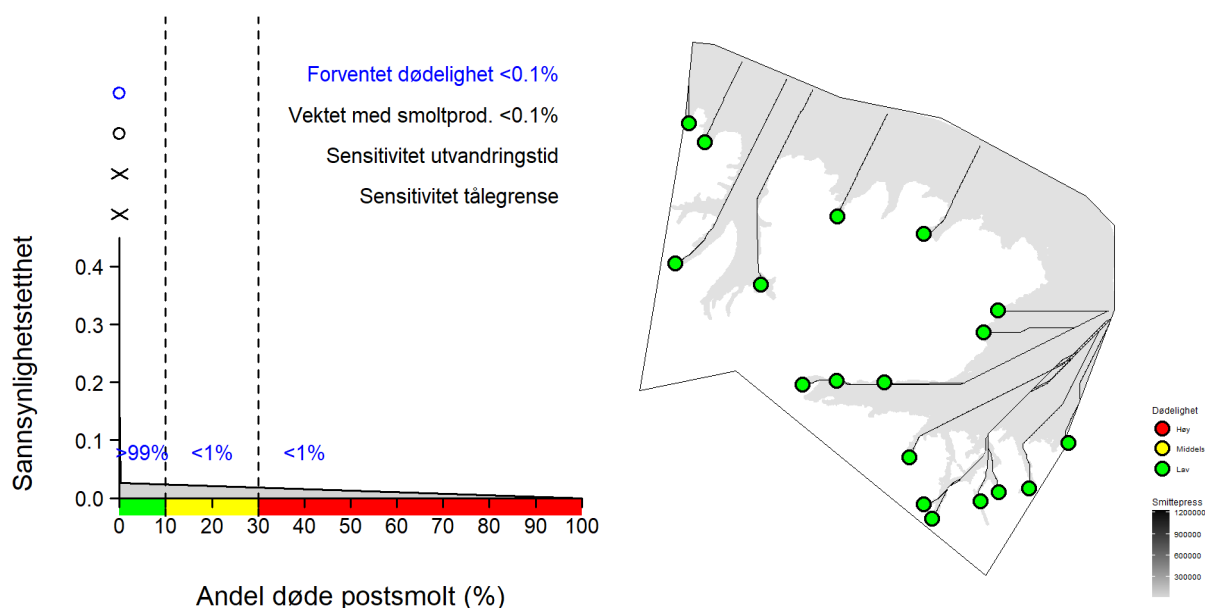 Forventet dødelighet <0.1%
Vektet med smoltprod. <0.1%
Sensitivitet utvandringstid
Sensitivitet tålegrense
Sannsynlighetstetthet
0.4
0.3
0.2
0.1
0.0
>99%
<1%
<1%
0 10 20 30 40 50 60 70 80 90 100
Andel døde postsmolt (%)
Dødelighet
Høy
Middels
Lav
Smittepress
1200000
900000
600000
300000